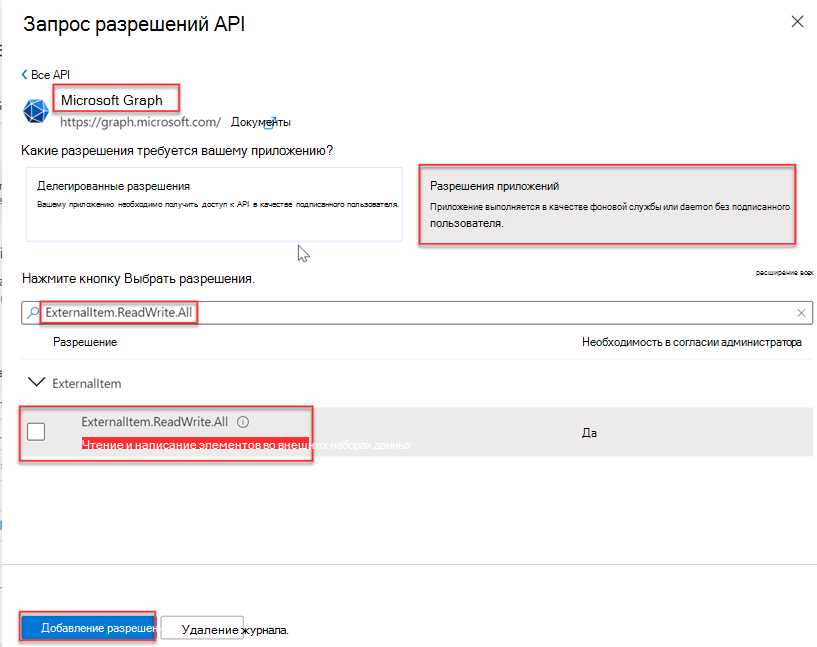 Запрос разрешений API
Все API
Microsoft Graph
https://graph.microsoft.com/ Документы
Какие разрешения требуется вашему приложению?
Делегированные разрешения
Вашему приложению необходимо получить доступ к API в качестве подписанного пользователя.
Разрешения приложений
Приложение выполняется в качестве фоновой службы или daemon без подписанного
пользователя.
Нажмите кнопку Выбрать разрешения.
расширение всех
ExternalItem.ReadWrite.All
Разрешение Необходимость в согласии администратора
ExternalItem
ExternalItem.ReadWrite.All
Чтение и написание элементов во внешних наборах данных
Да
Добавление разрешен
Удаление журнала.